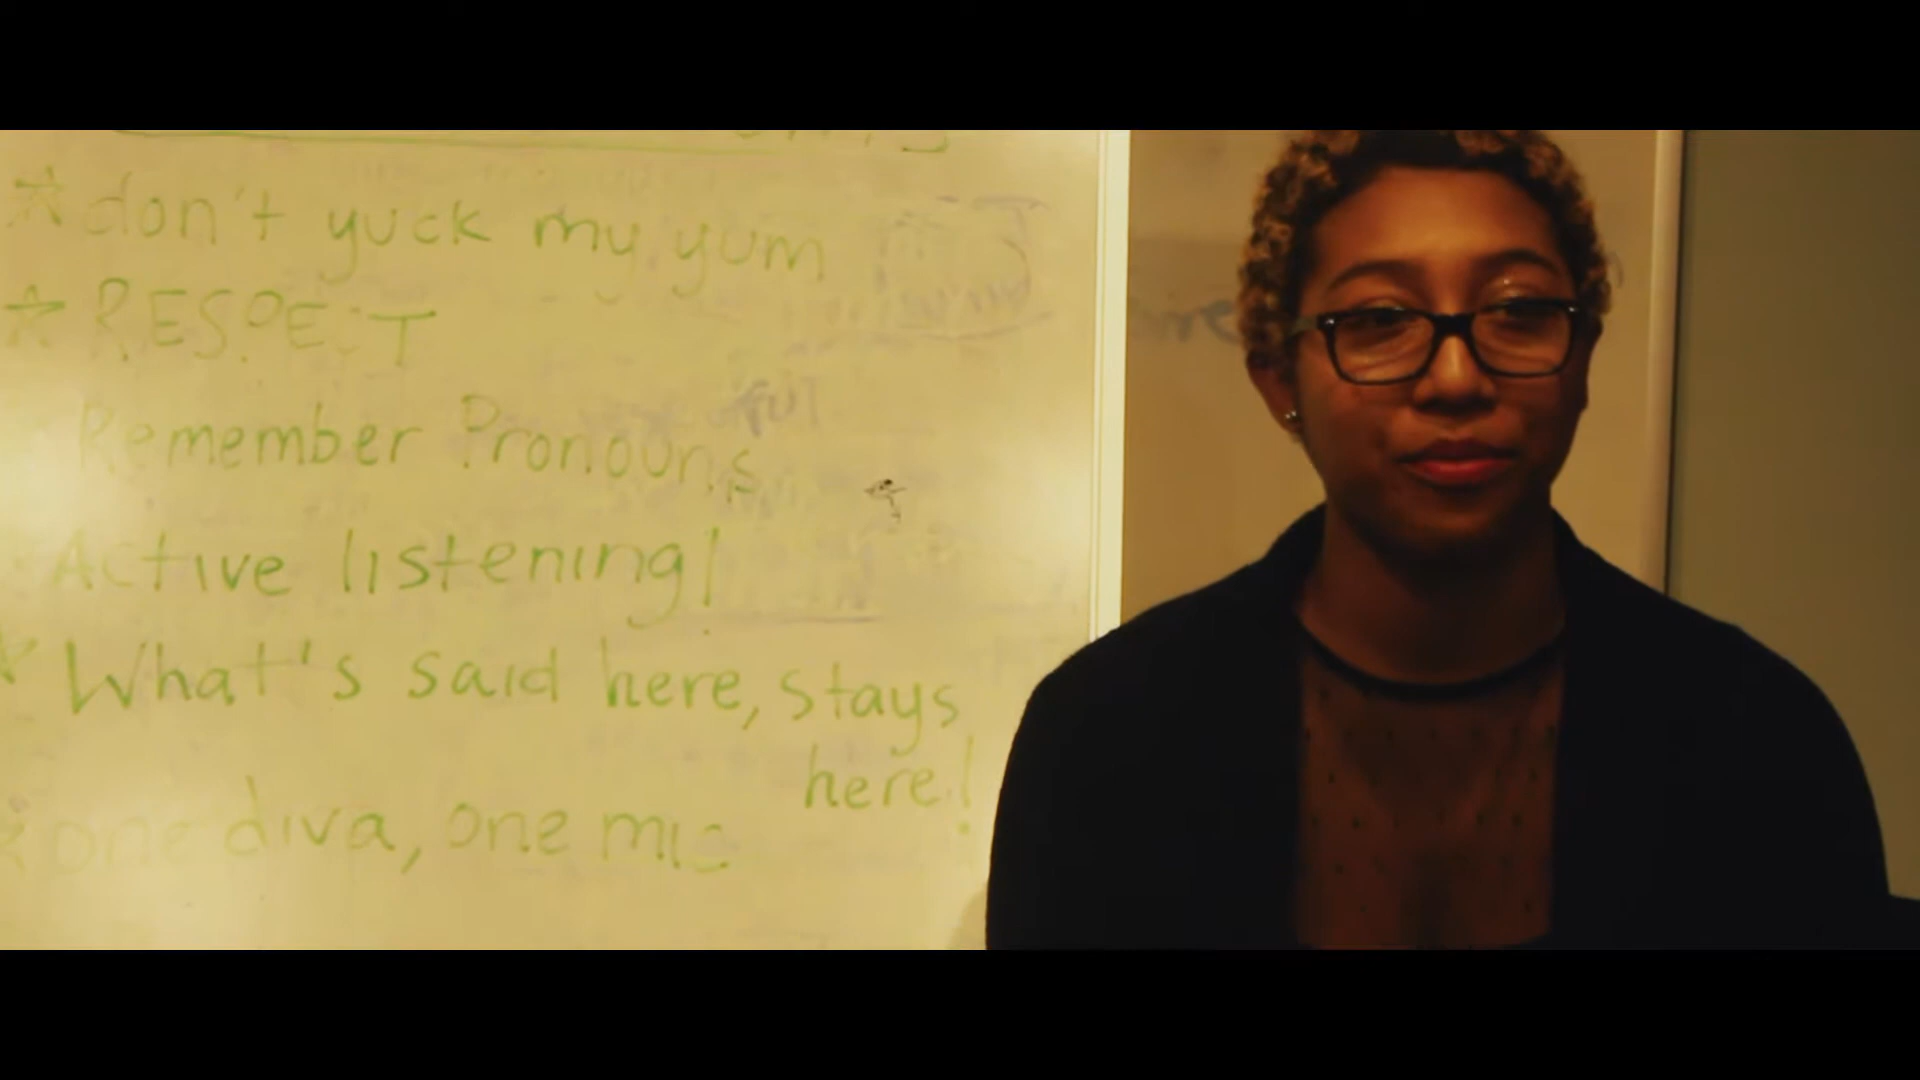 * don't yuck my yum
* RESPECT
Remember Pronouns
Active listening!
* What's said here, stays
here!
* one diva, one mic